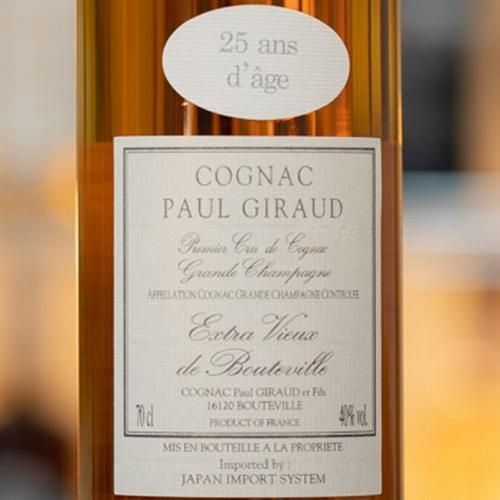 25 ans
d'âge
COGNAC
PAUL GIRAUD
Premier Cru de Cognac
Grande Champagne
APPELLATION COGNAC GRANDE CHAMPAGNE CONTROLEE
Extra Vieux
de Bouteville
COGNAC Paul GIRAUD et Fils
16120 BOUTEVILLE
70 cl PRODUCT OF FRANCE 40% vol.
MIS EN BOUTEILLE A LA PROPRIETE
Imported by :
JAPAN IMPORT SYSTEM